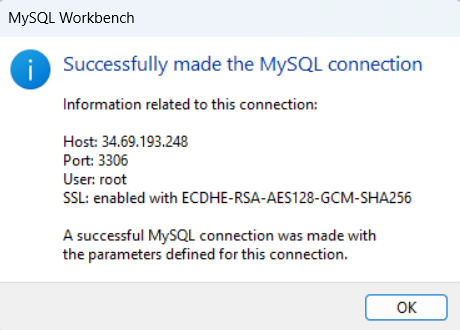 MySQL Workbench
Successfully made the MySQL connection
Information related to this connection:
Host: 34.69.193.248
Port: 3306
User: root
SSL: enabled with ECDHE-RSA-AES128-GCM-SHA256
A successful MySQL connection was made with
the parameters defined for this connection.
OK